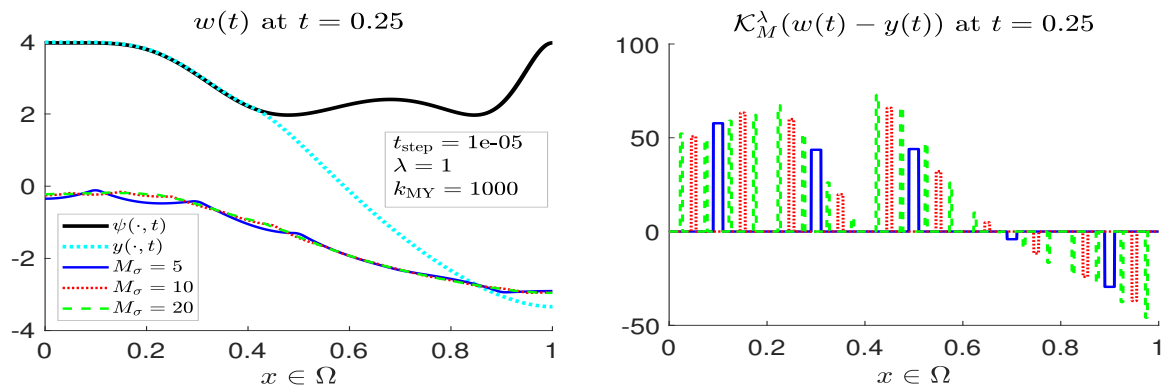 w(t) at t = 0.25
4
2
0
-2
-4
t_step = 1e-05
λ = 1
k_MY = 1000
ψ(·, t)
y(·, t)
M_σ = 5
M_σ = 10
M_σ = 20
0 0.2 0.4 0.6 0.8 1
x ∈ Ω
𝒦_M^λ(w(t) − y(t)) at t = 0.25
100
50
0
-50
0 0.2 0.4 0.6 0.8 1
x ∈ Ω